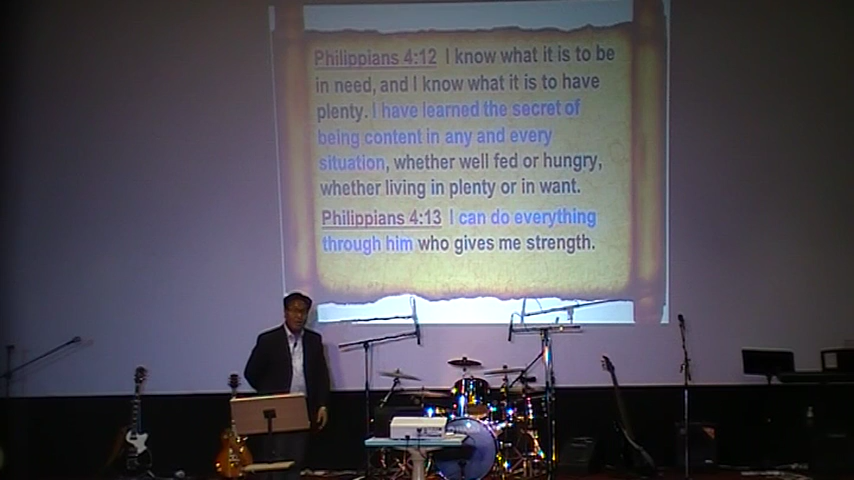 Philippians 4:12 I know what it is to be
in need, and I know what it is to have
plenty. I have learned the secret of
being content in any and every
situation, whether well fed or hungry,
whether living in plenty or in want.
Philippians 4:13 I can do everything
through him who gives me strength.